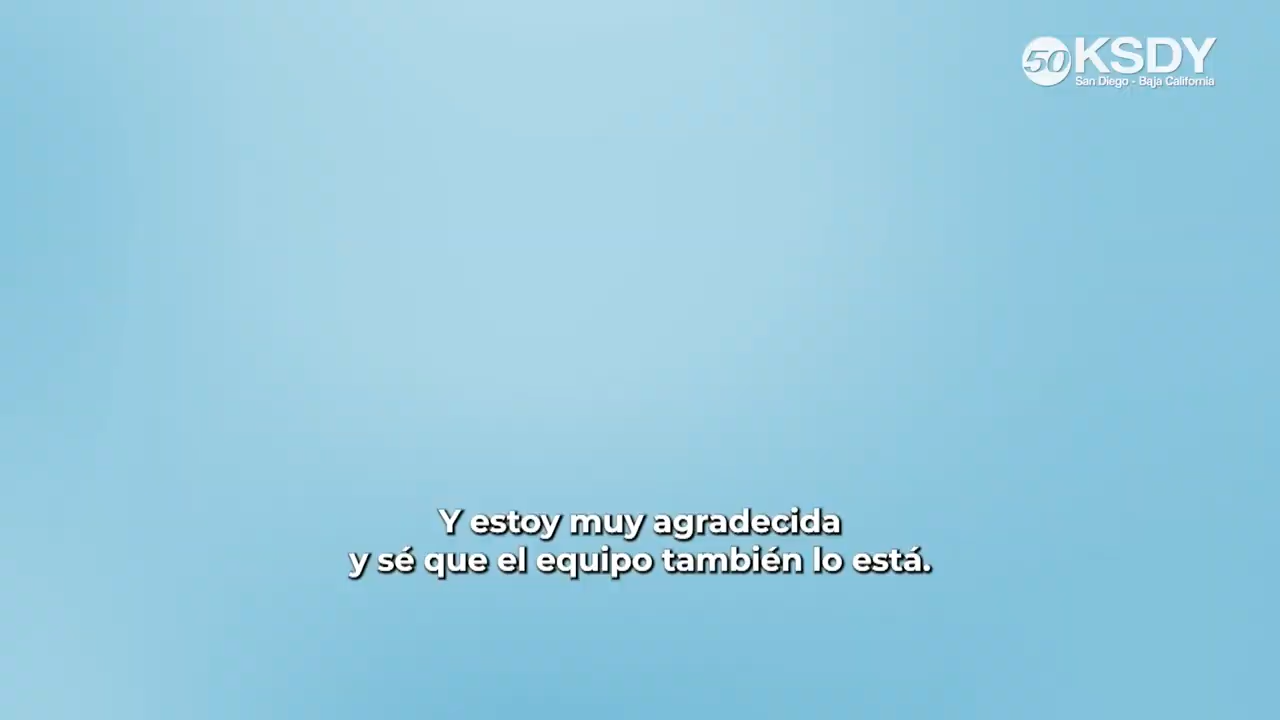 50 KSDY
San Diego - Baja California
Y estoy muy agradecida
y sé que el equipo también lo está.